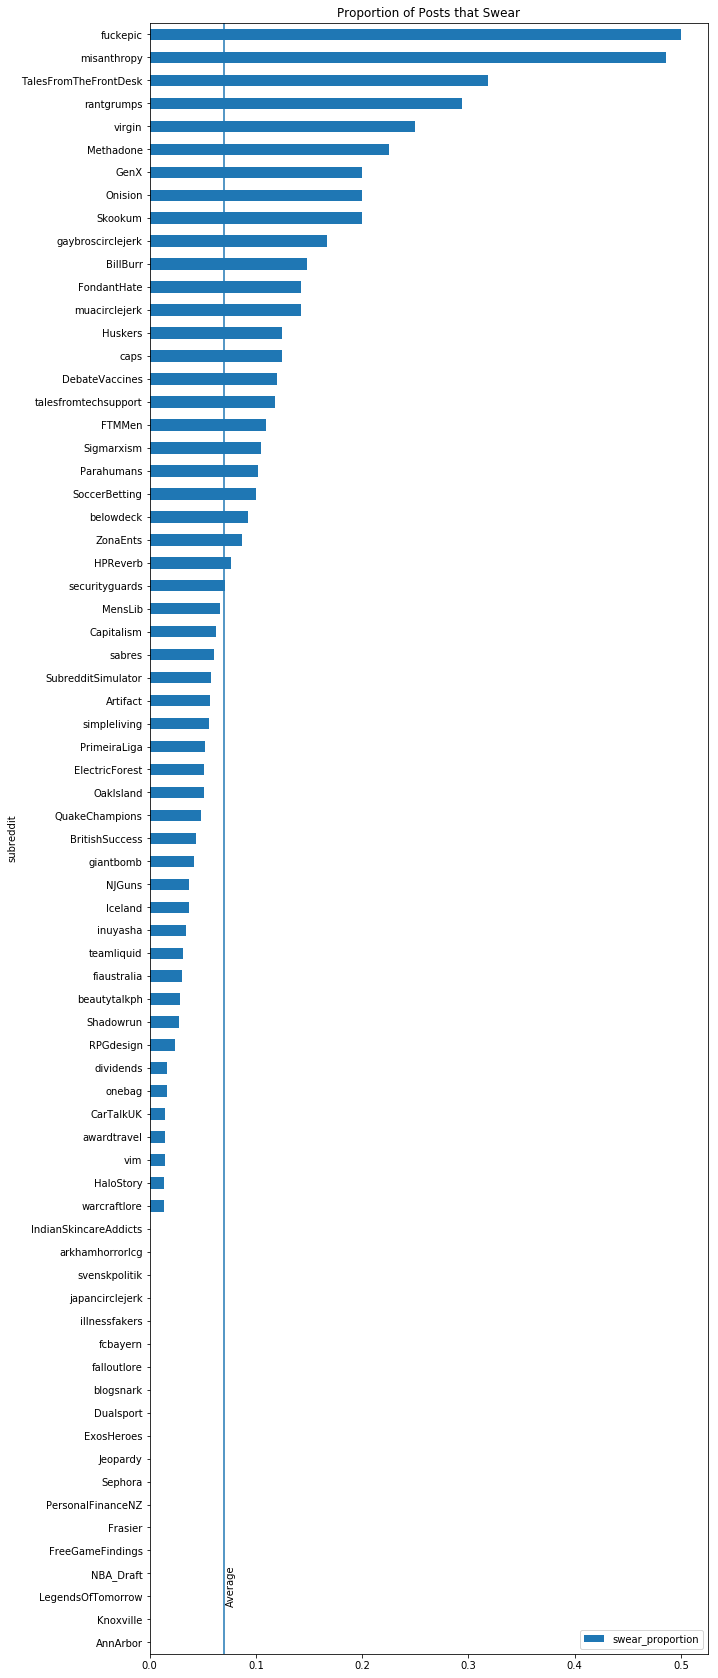 Proportion of Posts that Swear
subreddit
fuckepic
misanthropy
TalesFromTheFrontDesk
rantgrumps
virgin
Methadone
GenX
Onision
Skookum
gaybroscirclejerk
BillBurr
FondantHate
muacirclejerk
Huskers
caps
DebateVaccines
talesfromtechsupport
FTMMen
Sigmarxism
Parahumans
SoccerBetting
belowdeck
ZonaEnts
HPReverb
securityguards
MensLib
Capitalism
sabres
SubredditSimulator
Artifact
simpleliving
PrimeiraLiga
ElectricForest
OakIsland
QuakeChampions
BritishSuccess
giantbomb
NJGuns
Iceland
inuyasha
teamliquid
fiaustralia
beautytalkph
Shadowrun
RPGdesign
dividends
onebag
CarTalkUK
awardtravel
vim
HaloStory
warcraftlore
IndianSkincareAddicts
arkhamhorrorlcg
svenskpolitik
japancirclejerk
illnessfakers
fcbayern
falloutlore
blogsnark
Dualsport
ExosHeroes
Jeopardy
Sephora
PersonalFinanceNZ
Frasier
FreeGameFindings
NBA_Draft
LegendsOfTomorrow
Knoxville
AnnArbor
Average
swear_proportion
0.0 0.1 0.2 0.3 0.4 0.5